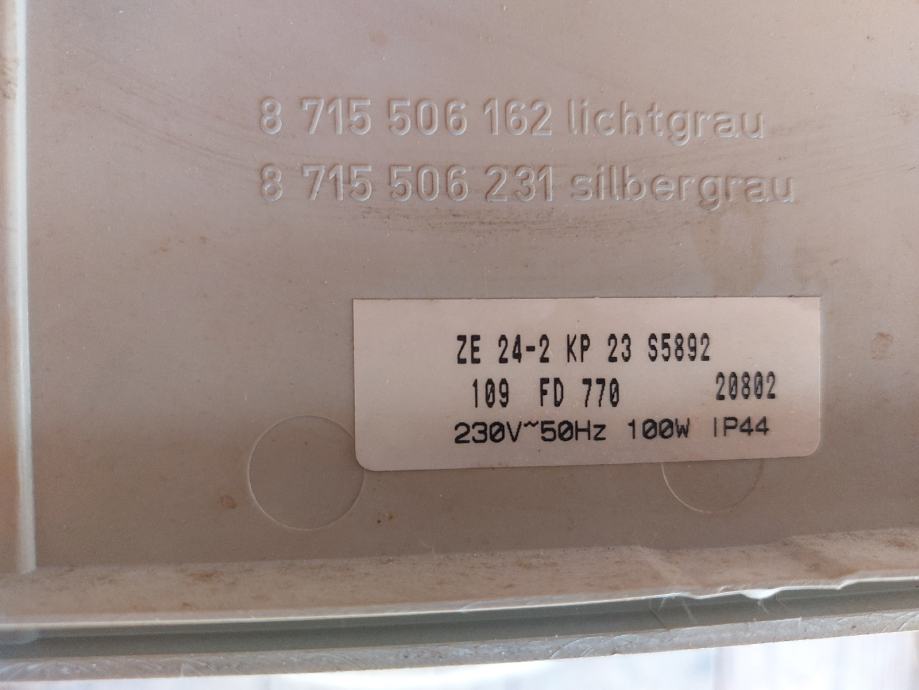 8 715 506 162 lichtgrau
8 715 506 231 silbergrau
ZE 24-2 KP 23 S5892
109 FD 770 20802
230V~50Hz 100W IP44